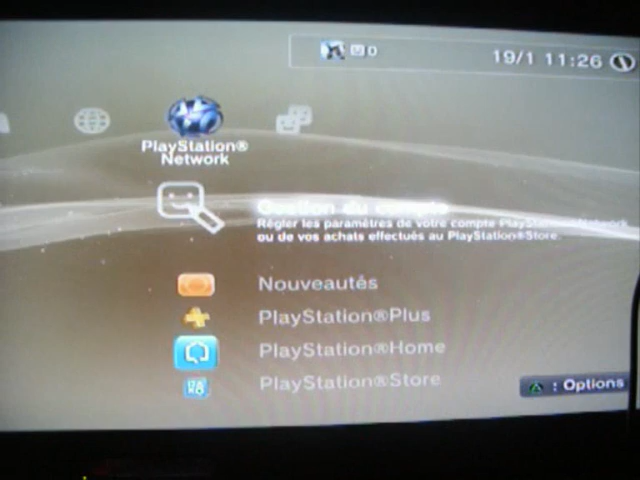 0
19/1 11:26
PlayStation®
Network
Gestion du compte
Régler les paramètres de votre compte PlayStation®Network
ou de vos achats effectués au PlayStation®Store.
Nouveautés
PlayStation®Plus
PlayStation®Home
PlayStation®Store
: Options